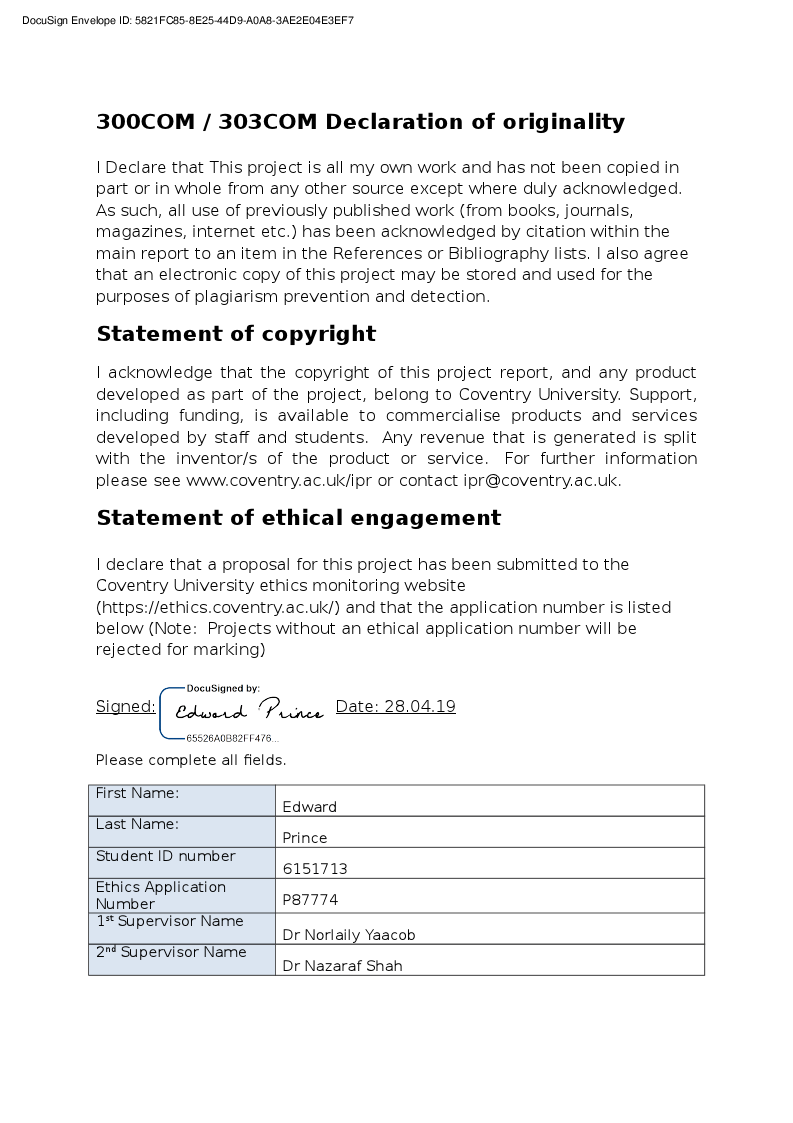 DocuSign Envelope ID: 5821FC85-8E25-44D9-A0A8-3AE2E04E3EF7
300COM / 303COM Declaration of originality
I Declare that This project is all my own work and has not been copied in
part or in whole from any other source except where duly acknowledged.
As such, all use of previously published work (from books, journals,
magazines, internet etc.) has been acknowledged by citation within the
main report to an item in the References or Bibliography lists. I also agree
that an electronic copy of this project may be stored and used for the
purposes of plagiarism prevention and detection.
Statement of copyright
I acknowledge that the copyright of this project report, and any product
developed as part of the project, belong to Coventry University. Support,
including funding, is available to commercialise products and services
developed by staff and students.  Any revenue that is generated is split
with the inventor/s of the product or service.  For further information
please see www.coventry.ac.uk/ipr or contact ipr@coventry.ac.uk.
Statement of ethical engagement
I declare that a proposal for this project has been submitted to the
Coventry University ethics monitoring website
(https://ethics.coventry.ac.uk/) and that the application number is listed
below (Note:  Projects without an ethical application number will be
rejected for marking)
DocuSigned by:
Signed: Edward Prince Date: 28.04.19
65526A0B82FF476...
Please complete all fields.
First Name: Edward
Last Name: Prince
Student ID number 6151713
Ethics Application
Number P87774
1st Supervisor Name Dr Norlaily Yaacob
2nd Supervisor Name Dr Nazaraf Shah